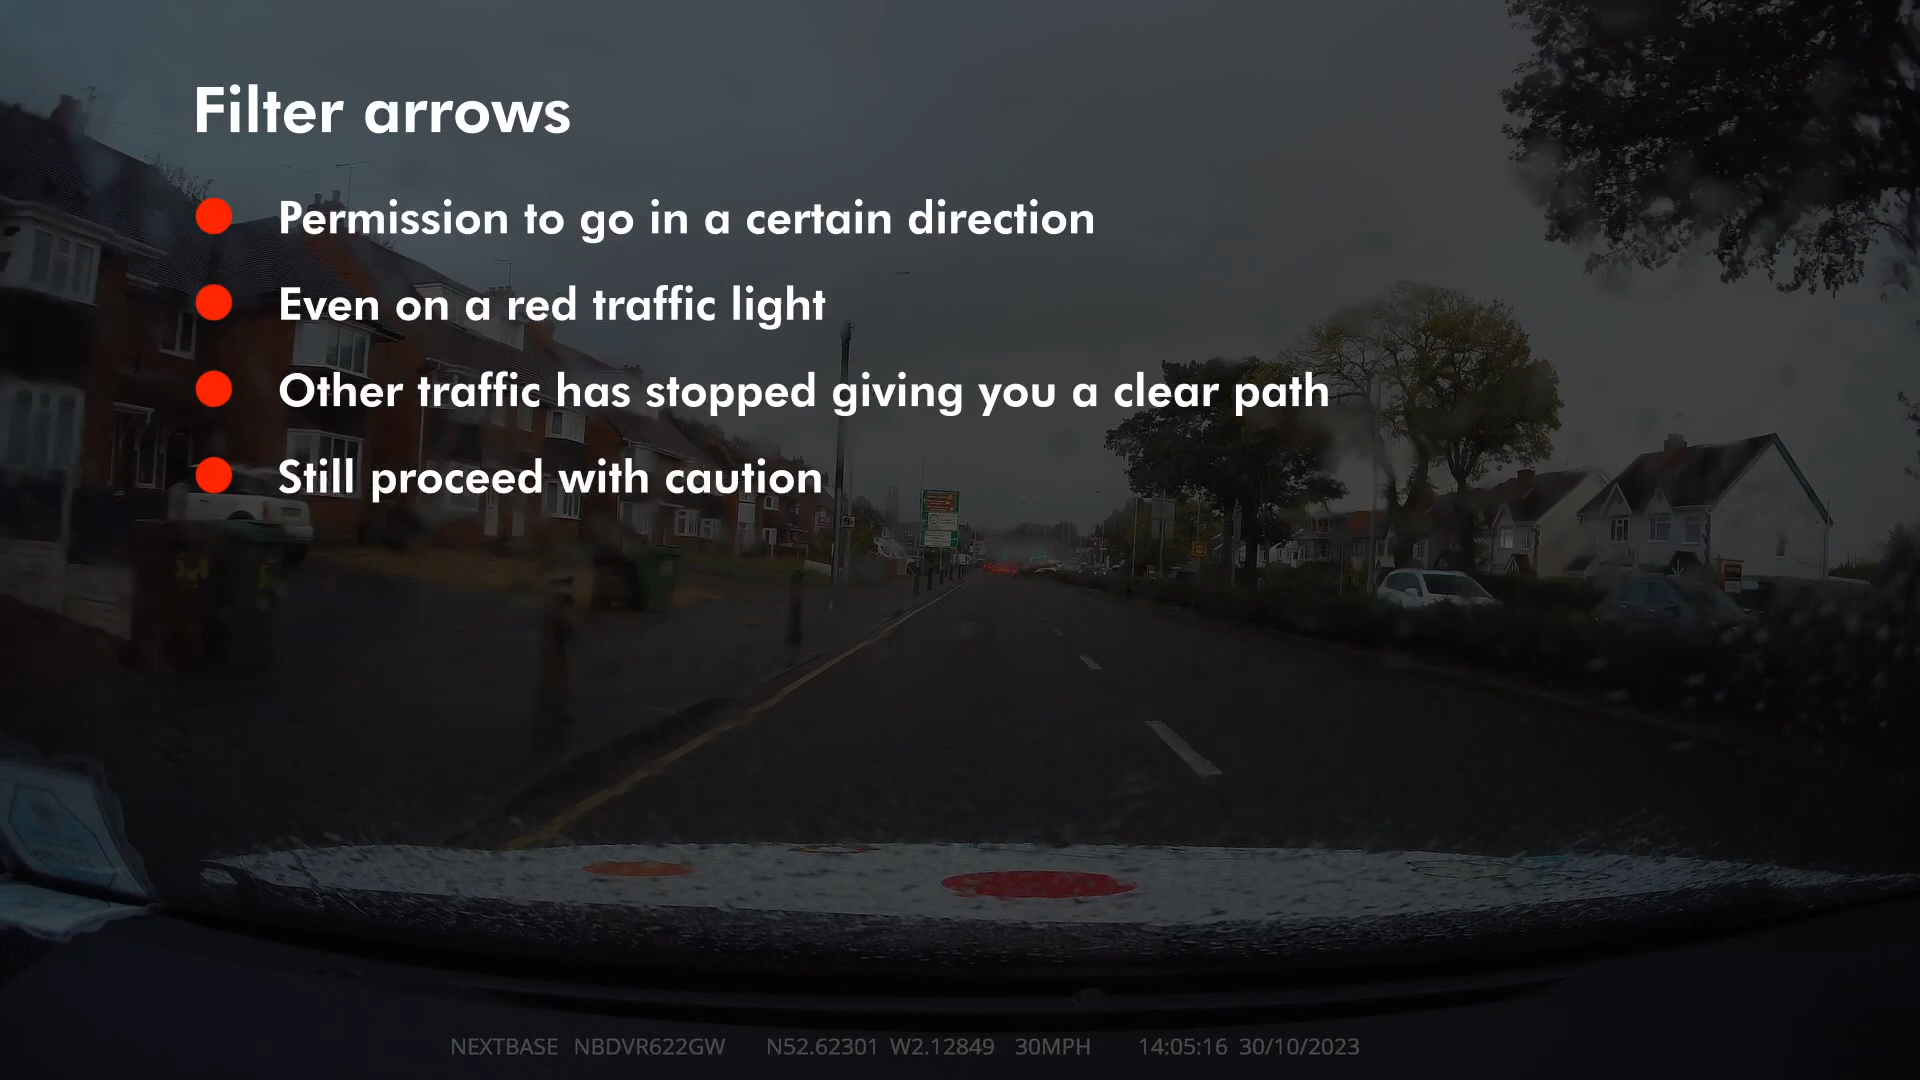 Filter arrows
Permission to go in a certain direction
Even on a red traffic light
Other traffic has stopped giving you a clear path
Still proceed with caution
NEXTBASE NBDVR622GW N52.62301 W2.12849 30MPH 14:05:16 30/10/2023